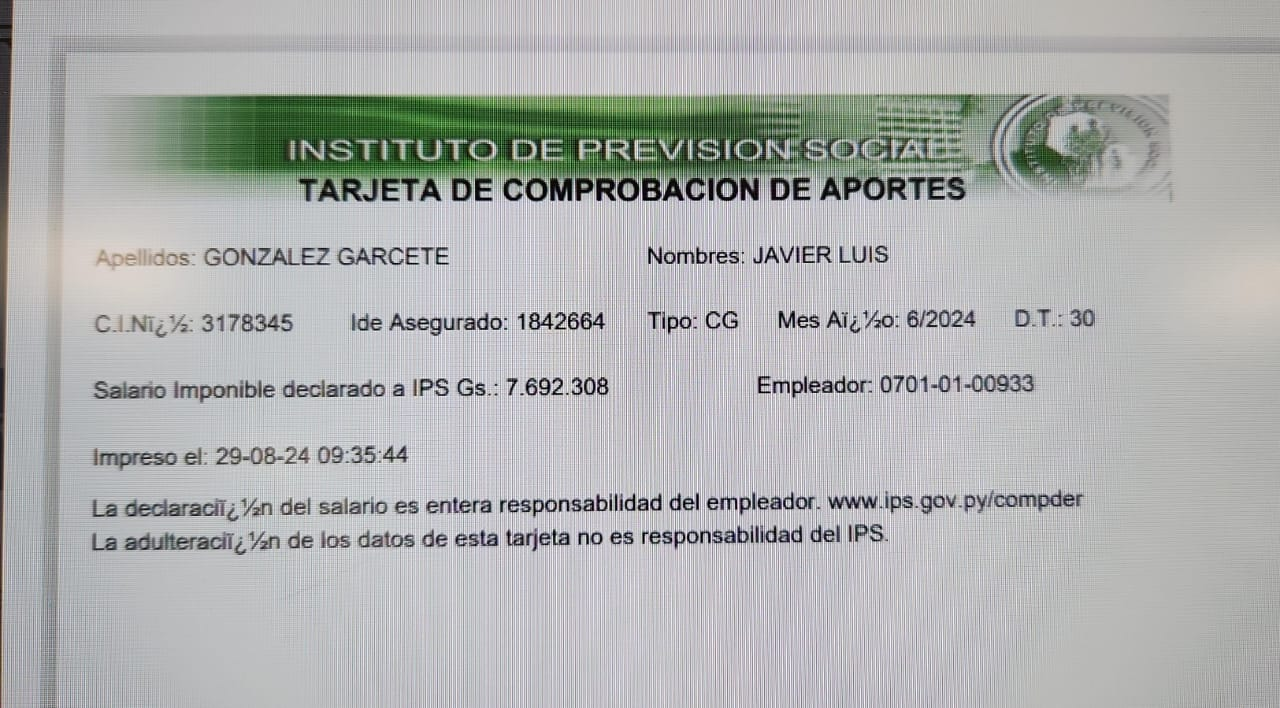 INSTITUTO DE PREVISION SOCIAL
TARJETA DE COMPROBACION DE APORTES
Apellidos: GONZALEZ GARCETE Nombres: JAVIER LUIS
C.I.Nï¿½: 3178345 Ide Asegurado: 1842664 Tipo: CG Mes Aï¿½o: 6/2024 D.T.: 30
Salario Imponible declarado a IPS Gs.: 7.692.308 Empleador: 0701-01-00933
Impreso el: 29-08-24 09:35:44
La declaraciï¿½n del salario es entera responsabilidad del empleador. www.ips.gov.py/compder
La adulteraciï¿½n de los datos de esta tarjeta no es responsabilidad del IPS.